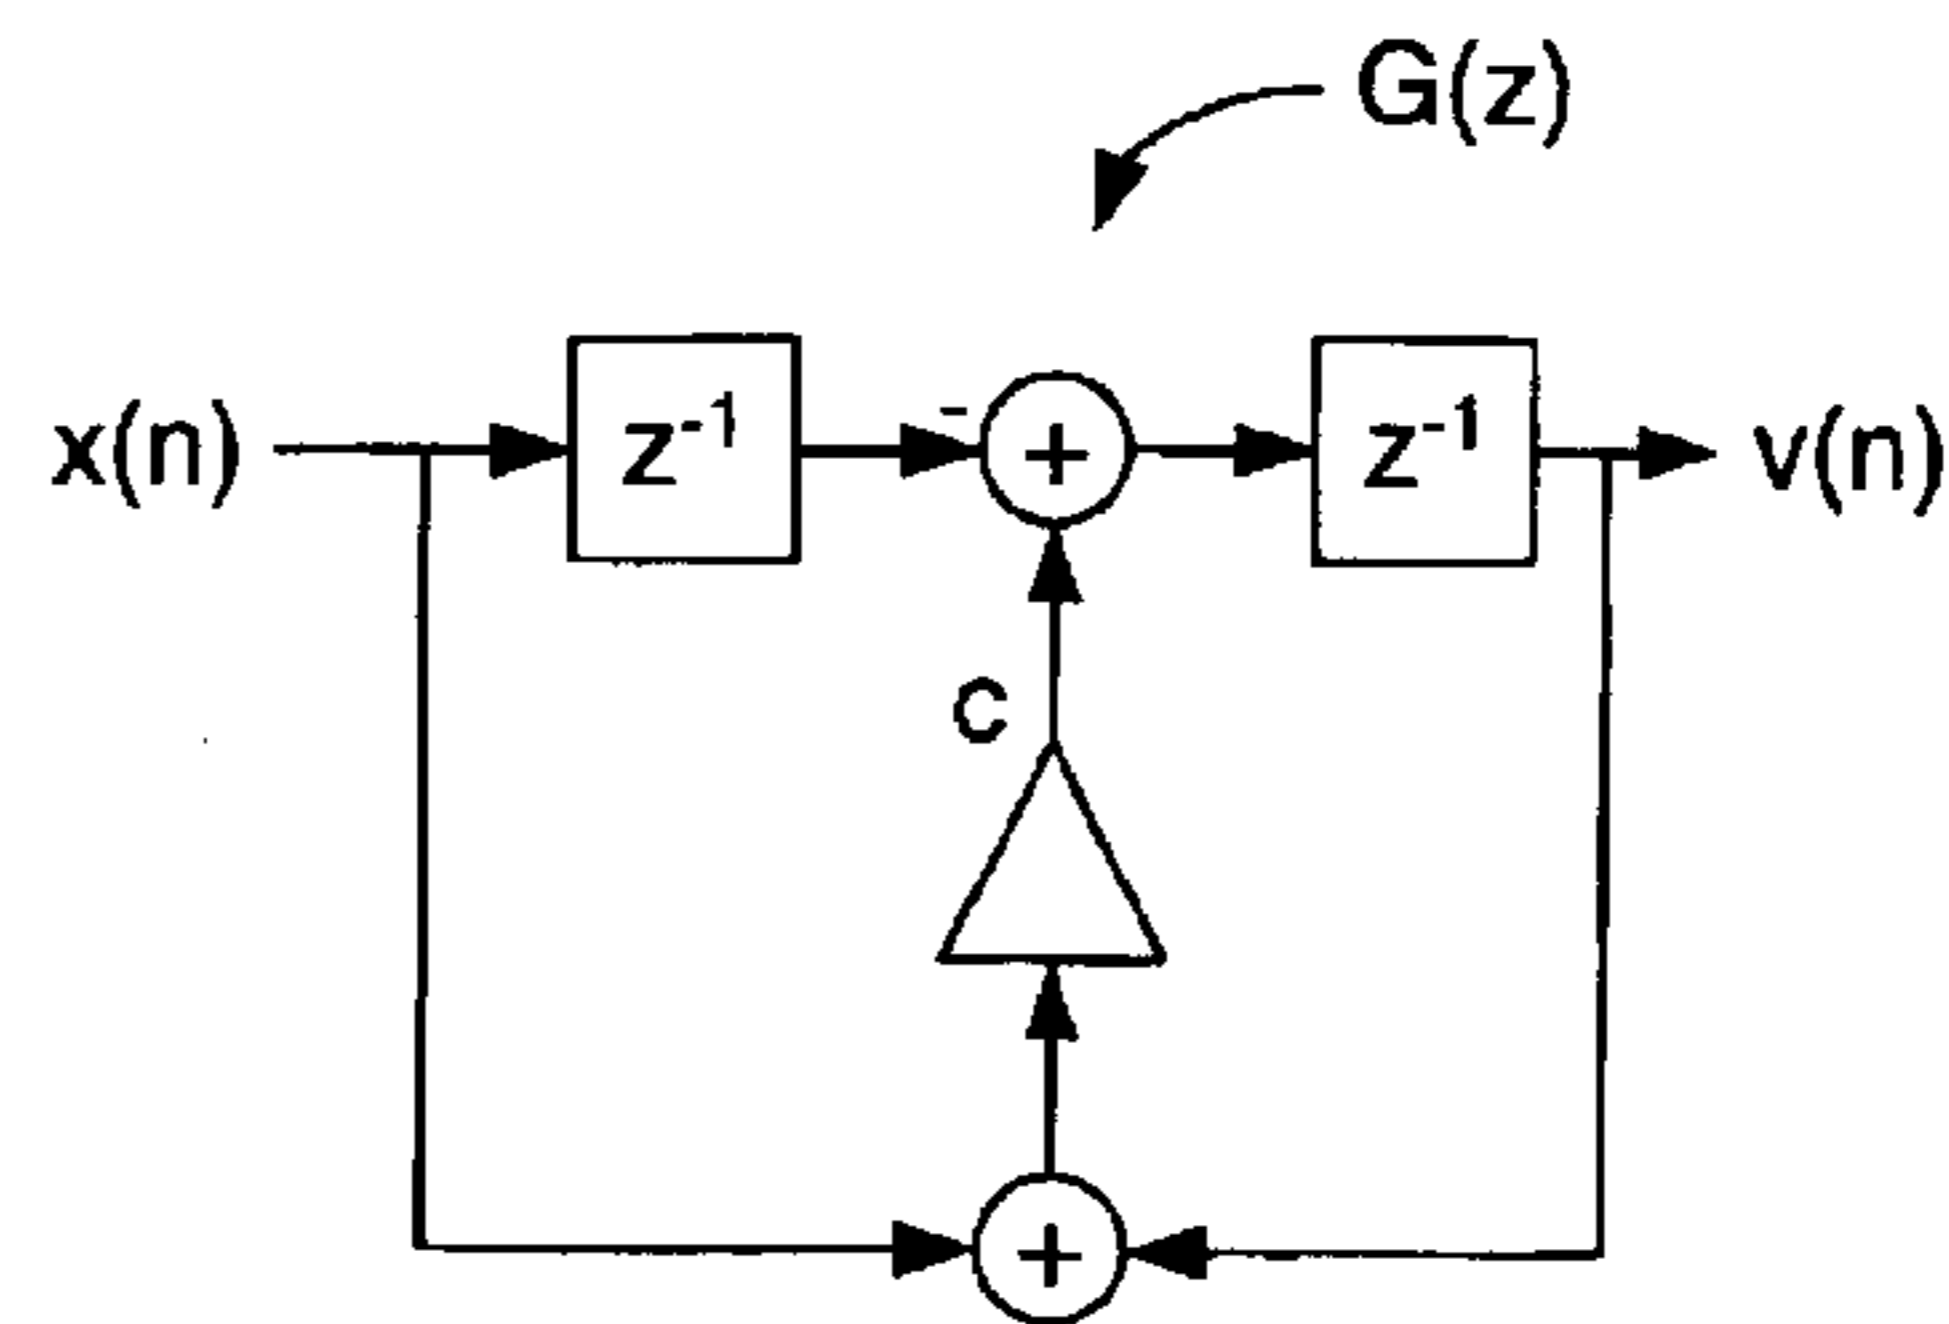 G(z)
x(n) z⁻¹ - + z⁻¹ v(n)
c
+